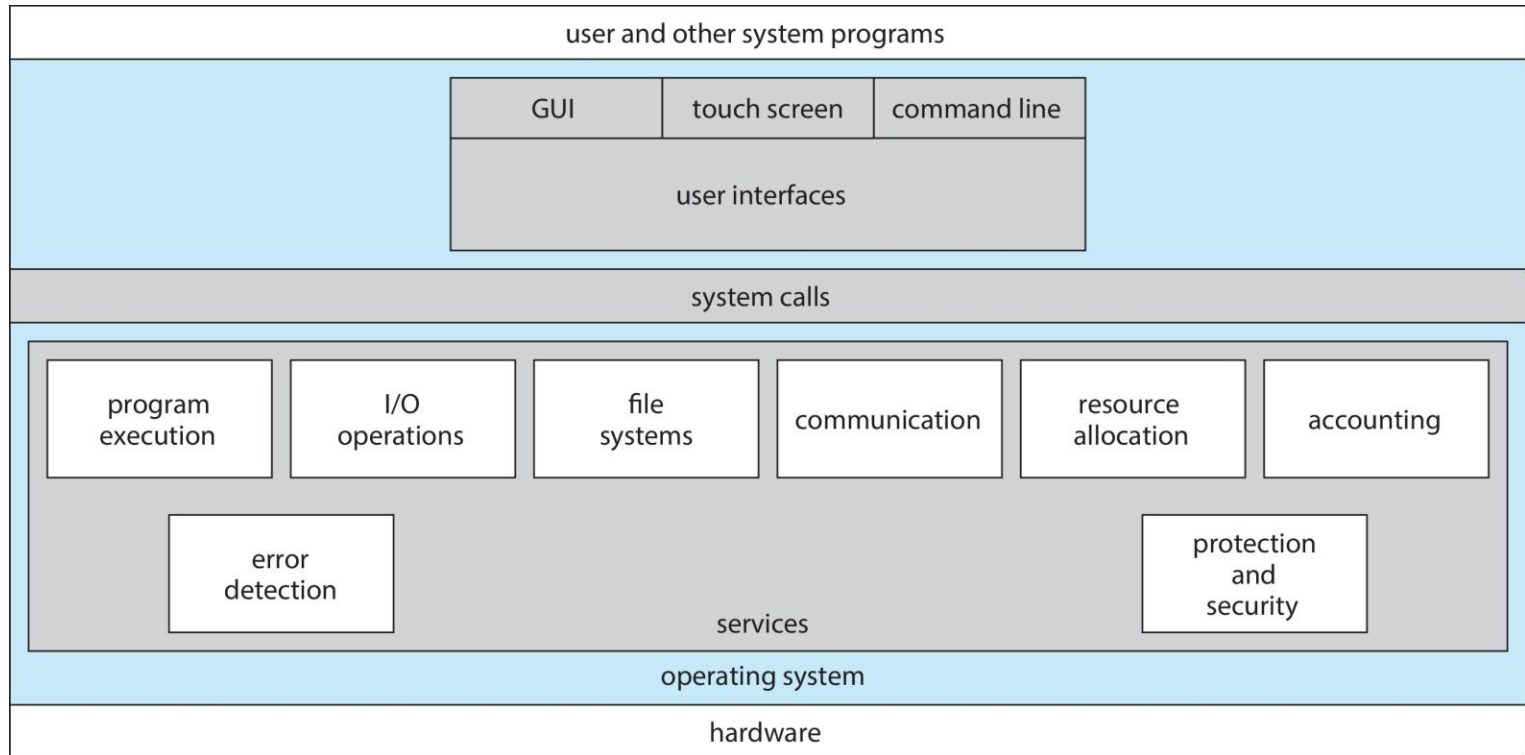 user and other system programs
GUI
touch screen
command line
user interfaces
system calls
program
execution
I/O
operations
file
systems
communication
resource
allocation
accounting
error
detection
protection
and
security
services
operating system
hardware